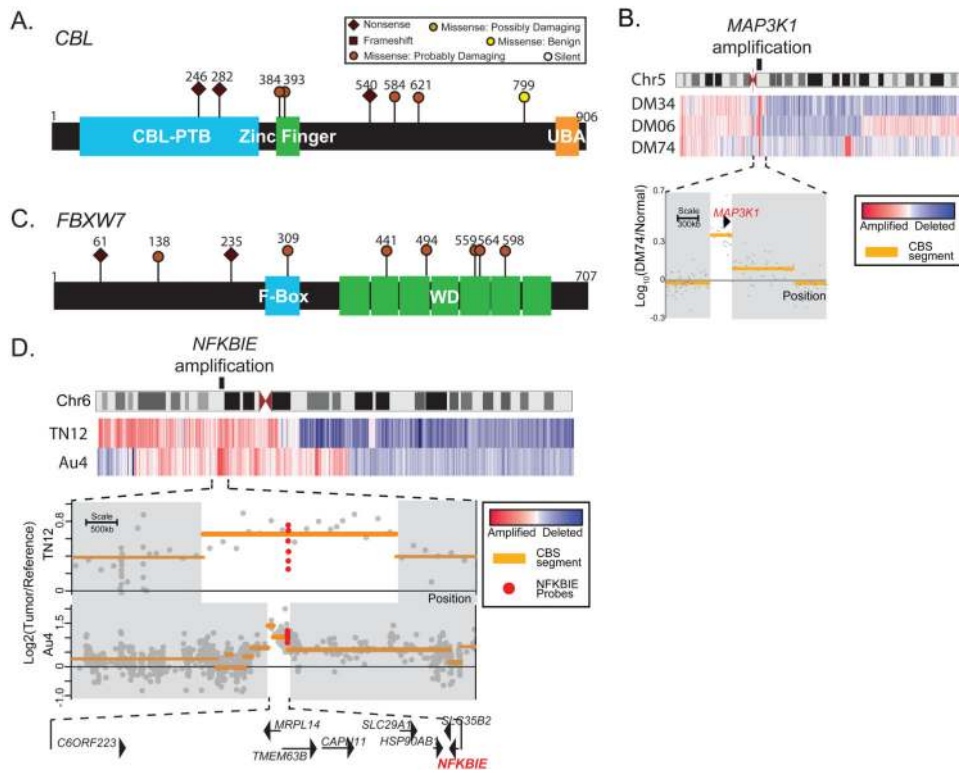 A.
CBL
Nonsense
Frameshift
Missense: Probably Damaging
Missense: Possibly Damaging
Missense: Benign
Silent
246 282 384 393 540 584 621 799
1
906
CBL-PTB
Zinc Finger
UBA
B.
MAP3K1
amplification
Chr5
DM34
DM06
DM74
Log10(DM74/Normal)
0.7
0.3
0
-0.3
Scale
300kb
MAP3K1
Position
Amplified Deleted
CBS
segment
C.
FBXW7
61 138 235 309 441 494 559 564 598
1
707
F-Box
WD
D.
NFKBIE
amplification
Chr6
TN12
Au4
Log2(Tumor/Reference)
TN12
0.8
0
Scale
500kb
Position
Au4
1.5
0
-1.0
Amplified Deleted
CBS
segment
NFKBIE
Probes
C6ORF223
MRPL14
TMEM63B
CAPN11
SLC29A1
HSP90AB1
SLC35B2
NFKBIE